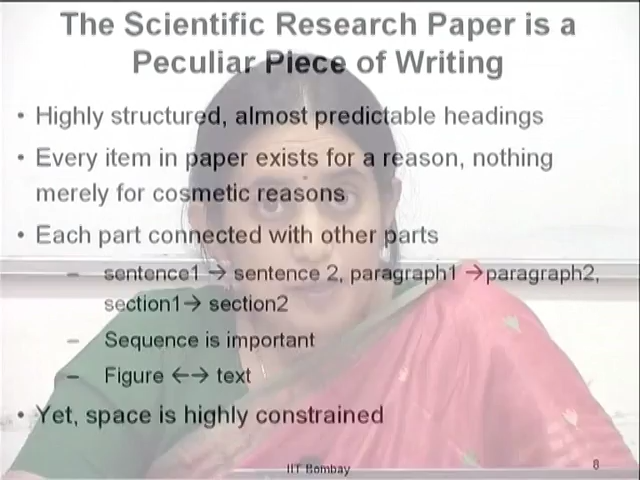 The Scientific Research Paper is a
Peculiar Piece of Writing
• Highly structured, almost predictable headings
• Every item in paper exists for a reason, nothing
merely for cosmetic reasons
• Each part connected with other parts
– sentence1 → sentence 2, paragraph1 →paragraph2,
section1→ section2
– Sequence is important
– Figure ←→ text
• Yet, space is highly constrained
IIT Bombay
8